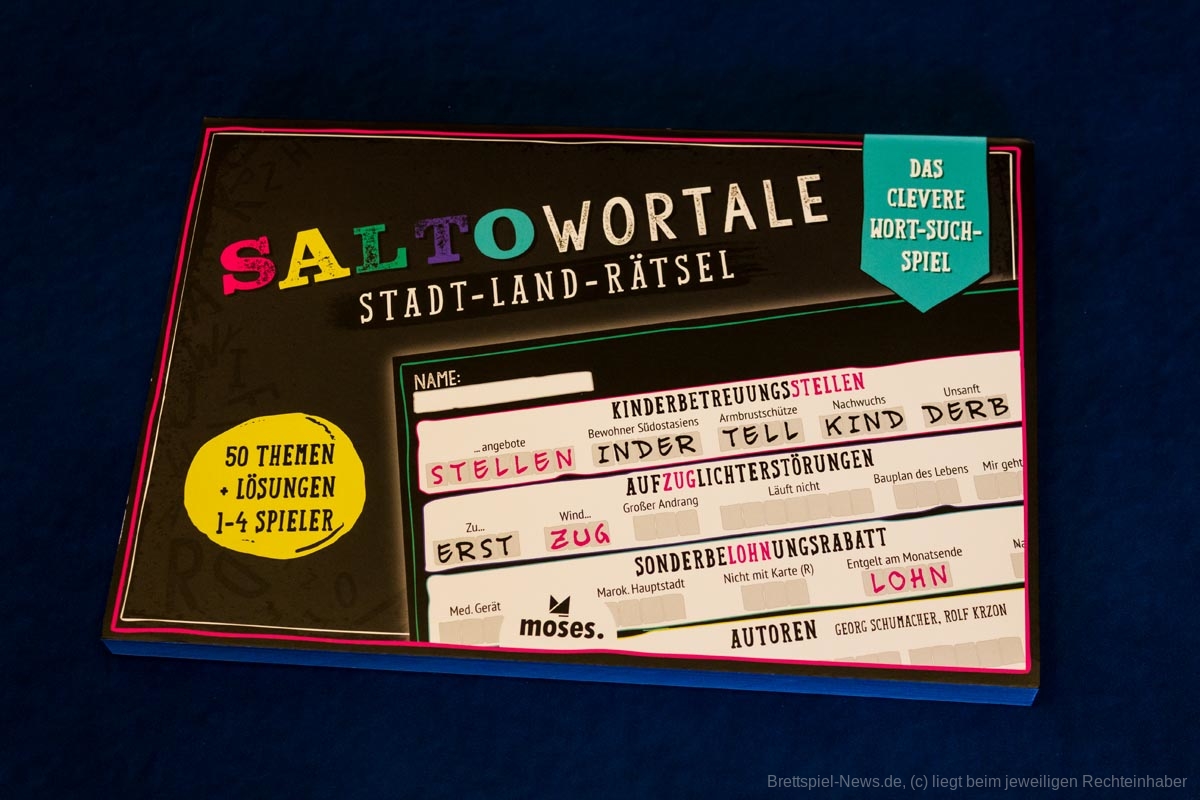 SALTO WORTALE
STADT-LAND-RÄTSEL
DAS
CLEVERE
WORT-SUCH-
SPIEL
50 THEMEN
+ LÖSUNGEN
1-4 SPIELER
NAME:
KINDERBETREUUNGSSTELLEN
...angebote Bewohner Südostasiens Armbrustschütze Nachwuchs Unsanft
STELLEN INDER TELL KIND DERB
AUFZUGLICHTERSTÖRUNGEN
Zu... Wind... Großer Andrang Läuft nicht Bauplan des Lebens Mir geht
ERST ZUG
SONDERBELOHNUNGSRABATT
Med. Gerät Marok. Hauptstadt Nicht mit Karte (R) Entgelt am Monatsende Na
LOHN
moses.
AUTOREN GEORG SCHUMACHER, ROLF KRZON
Brettspiel-News.de, (c) liegt beim jeweiligen Rechteinhaber